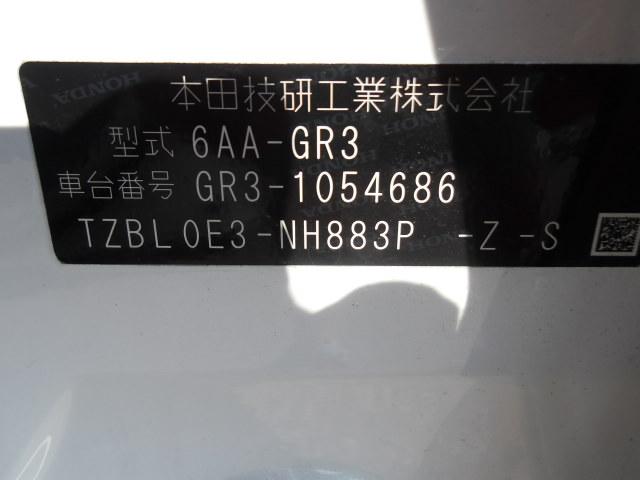 本田技研工業株式会社
型式 6AA-GR3
車台番号 GR3-1054686
TZBL0E3-NH883P -Z-S